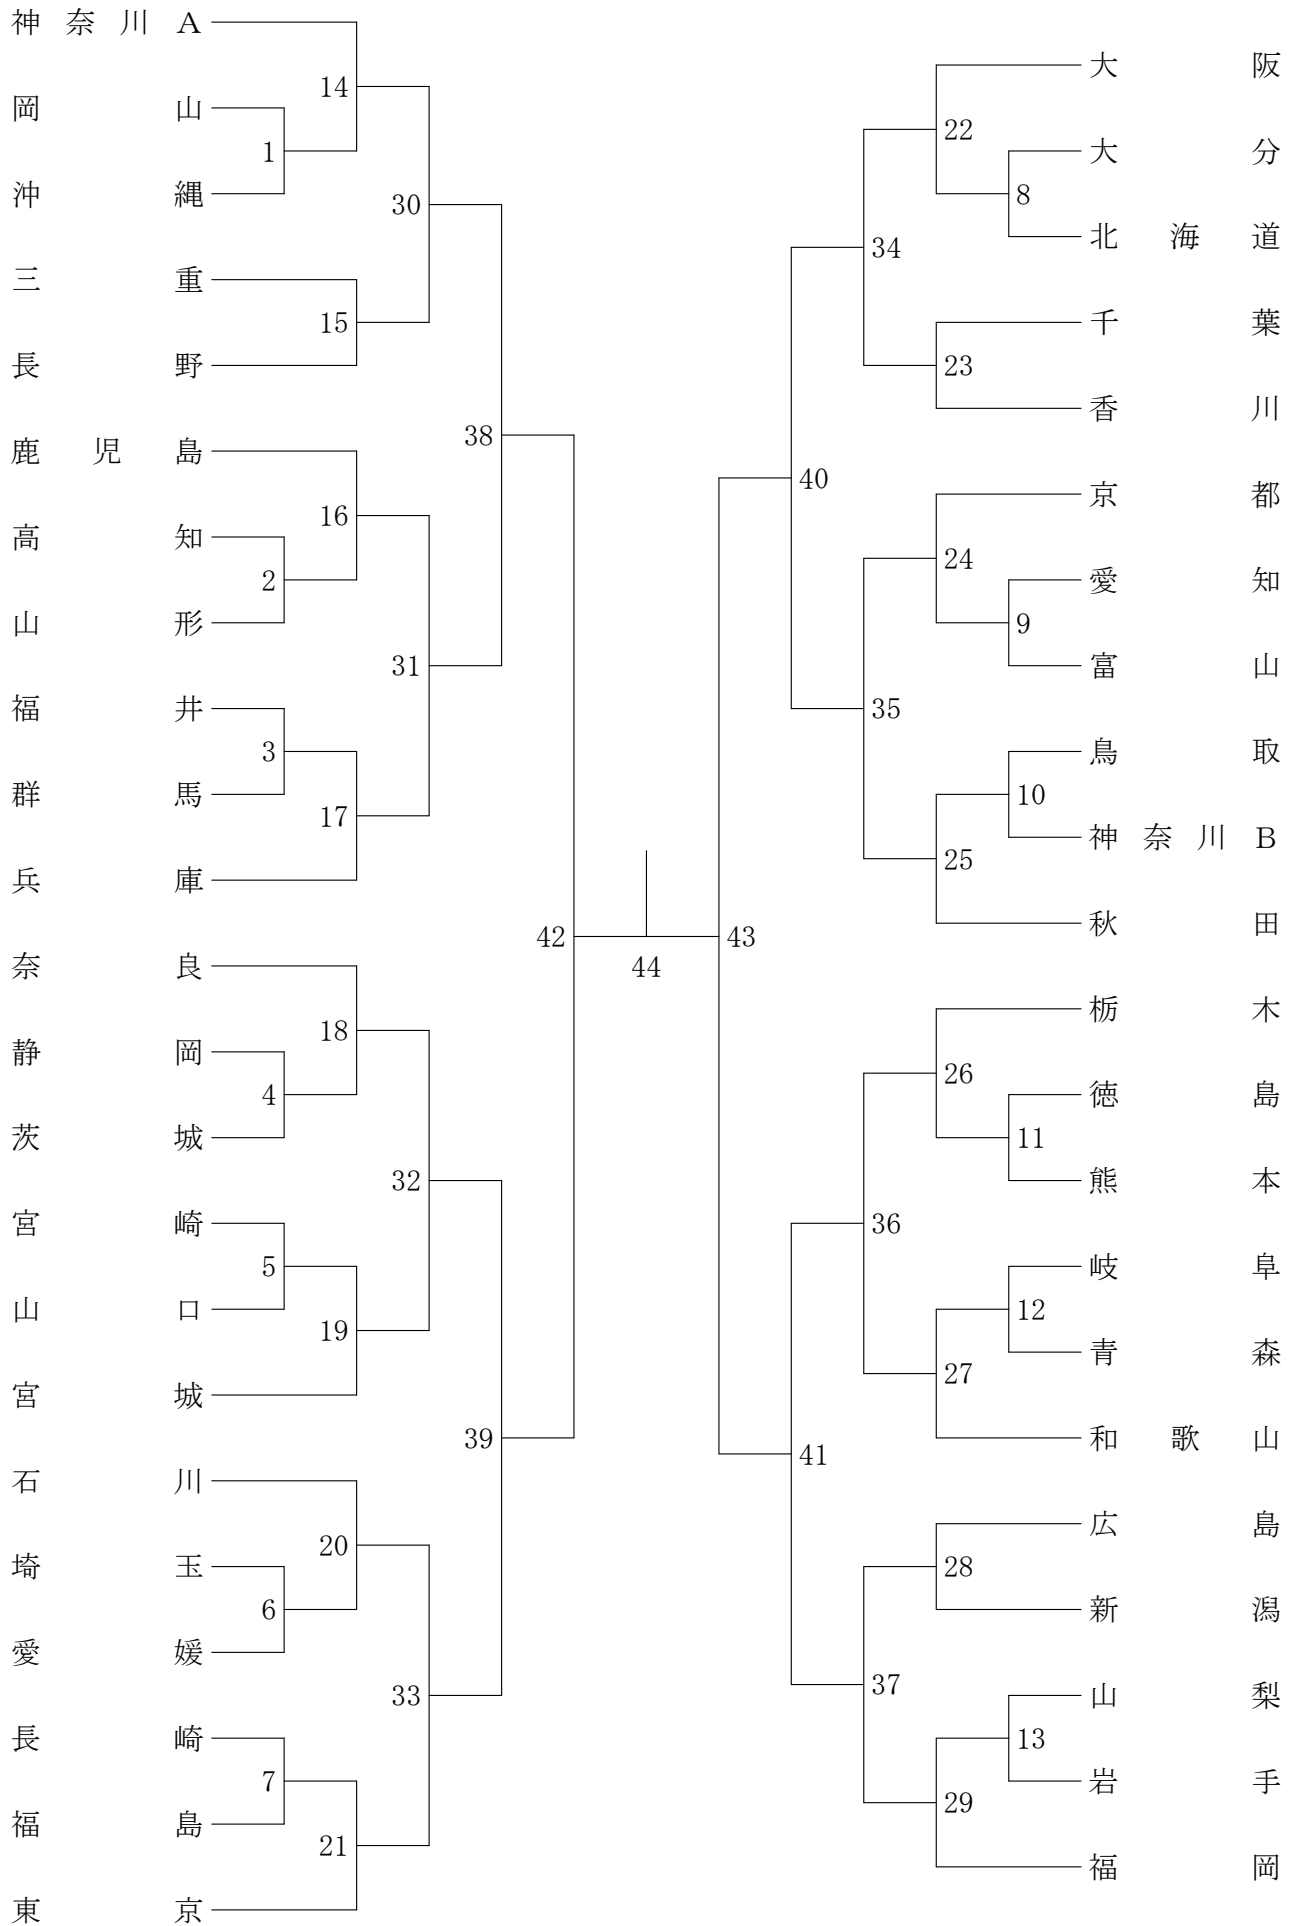 神奈川A
14
岡山
1
沖縄
30
三重
15
長野
38
鹿児島
16
高知
2
山形
31
福井
3
群馬
17
兵庫
42
奈良
18
静岡
4
茨城
32
宮崎
5
山口
19
宮城
39
石川
20
埼玉
6
愛媛
33
長崎
7
福島
21
東京
44
大阪
22
大分
8
北海道
34
千葉
23
香川
40
京都
24
愛知
9
富山
35
鳥取
10
神奈川B
25
秋田
43
栃木
26
徳島
11
熊本
36
岐阜
12
青森
27
和歌山
41
広島
28
新潟
37
山梨
13
岩手
29
福岡